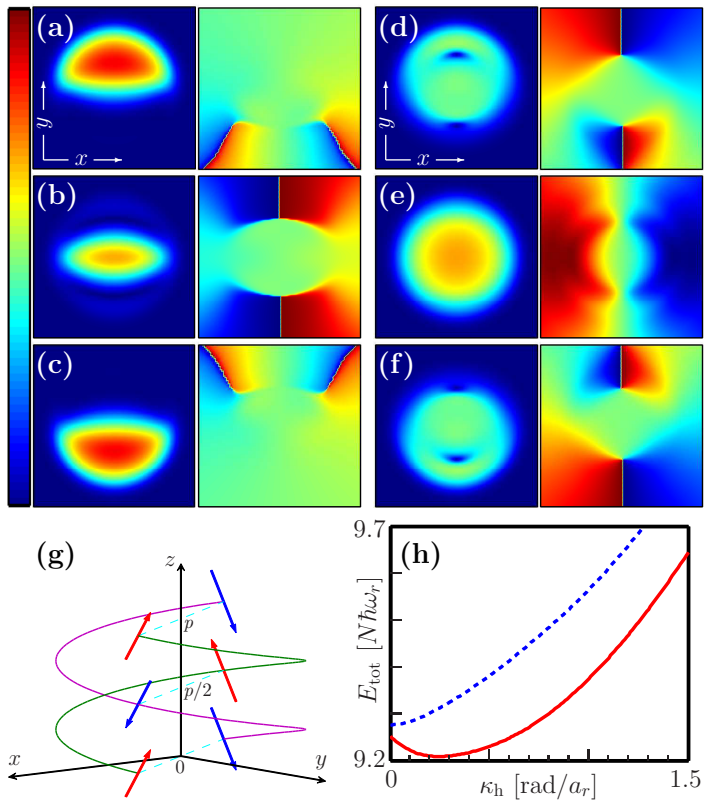 (a)
y
x
(d)
y
x
(b)
(e)
(c)
(f)
(g)
z
p
p/2
0
x
y
(h)
9.7
E_tot [Nℏω_r]
9.2
0
κ_h [rad/a_r]
1.5